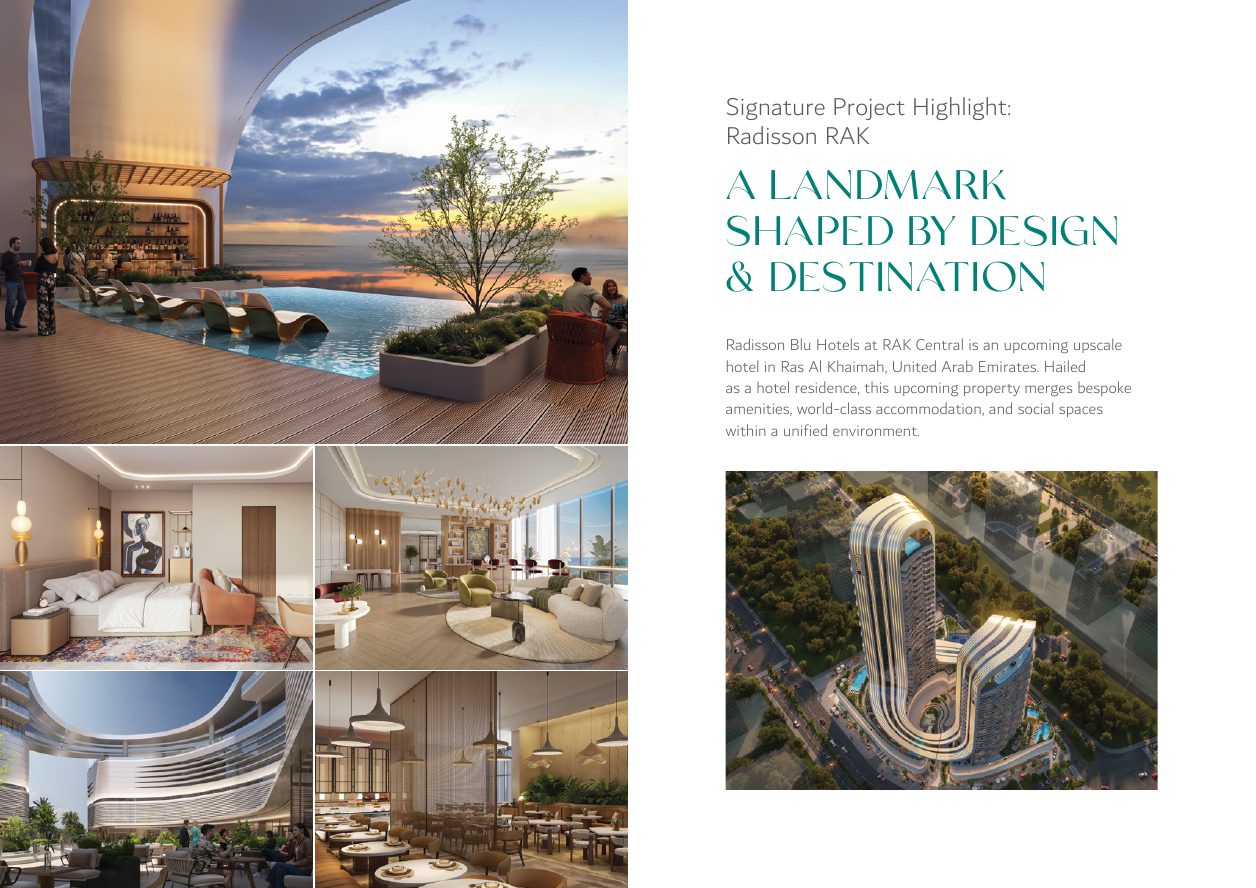 Signature Project Highlight:
Radisson RAK
A LANDMARK
SHAPED BY DESIGN
& DESTINATION
Radisson Blu Hotels at RAK Central is an upcoming upscale
hotel in Ras Al Khaimah, United Arab Emirates. Hailed
as a hotel residence, this upcoming property merges bespoke
amenities, world-class accommodation, and social spaces
within a unified environment.